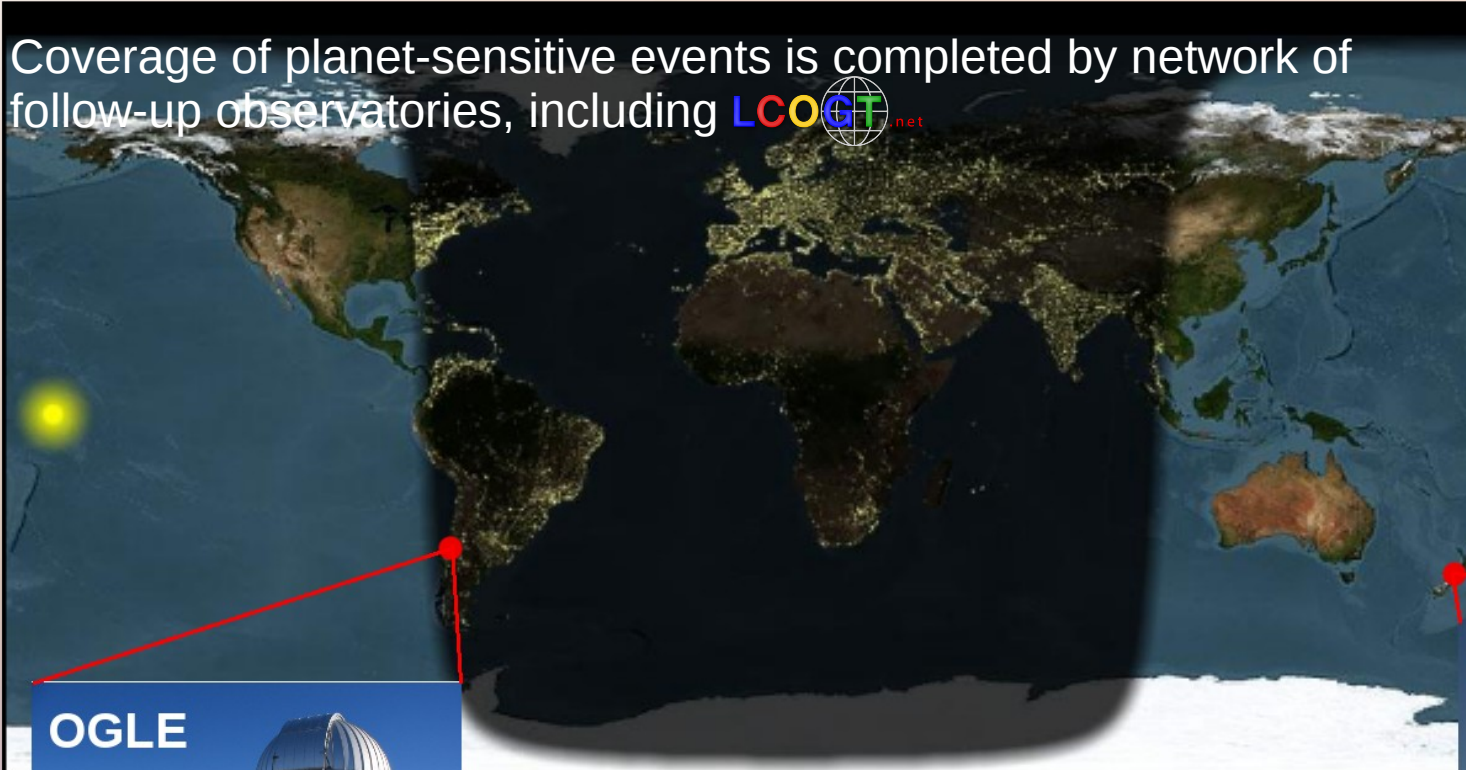 Coverage of planet-sensitive events is completed by network of
follow-up observatories, including LCOGT.net
OGLE